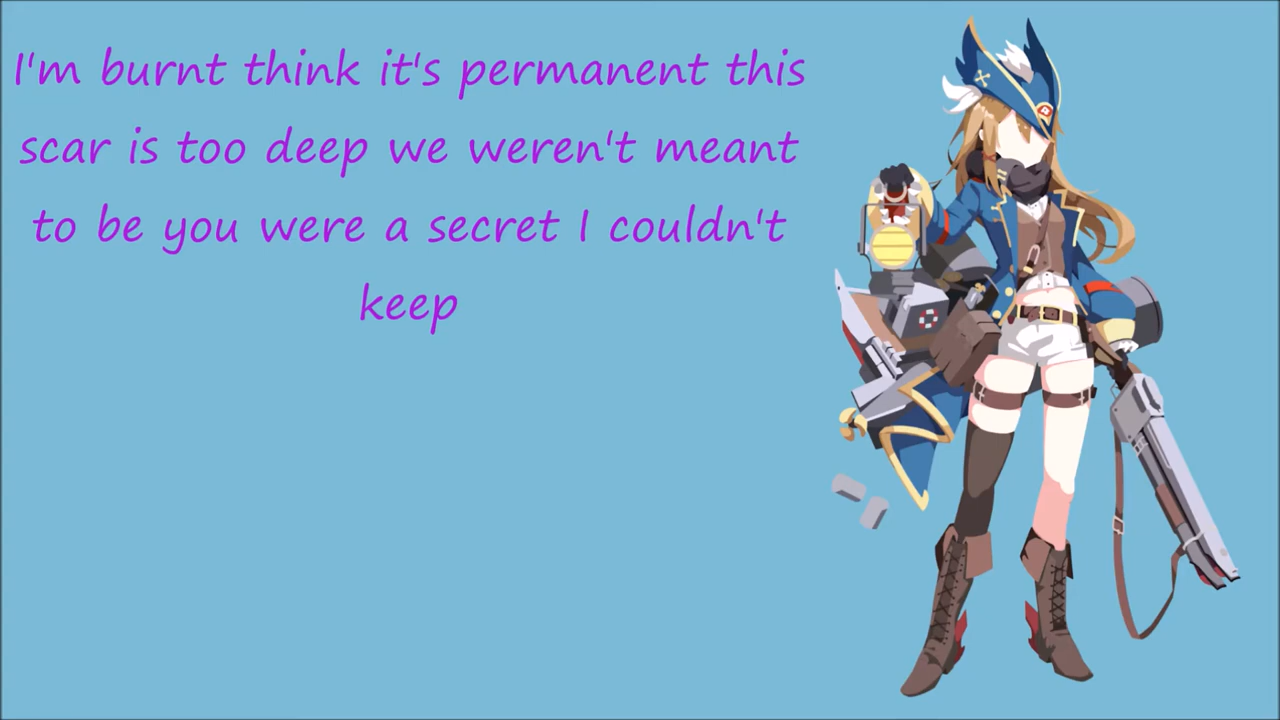 I'm burnt think it's permanent this
scar is too deep we weren't meant
to be you were a secret I couldn't
keep